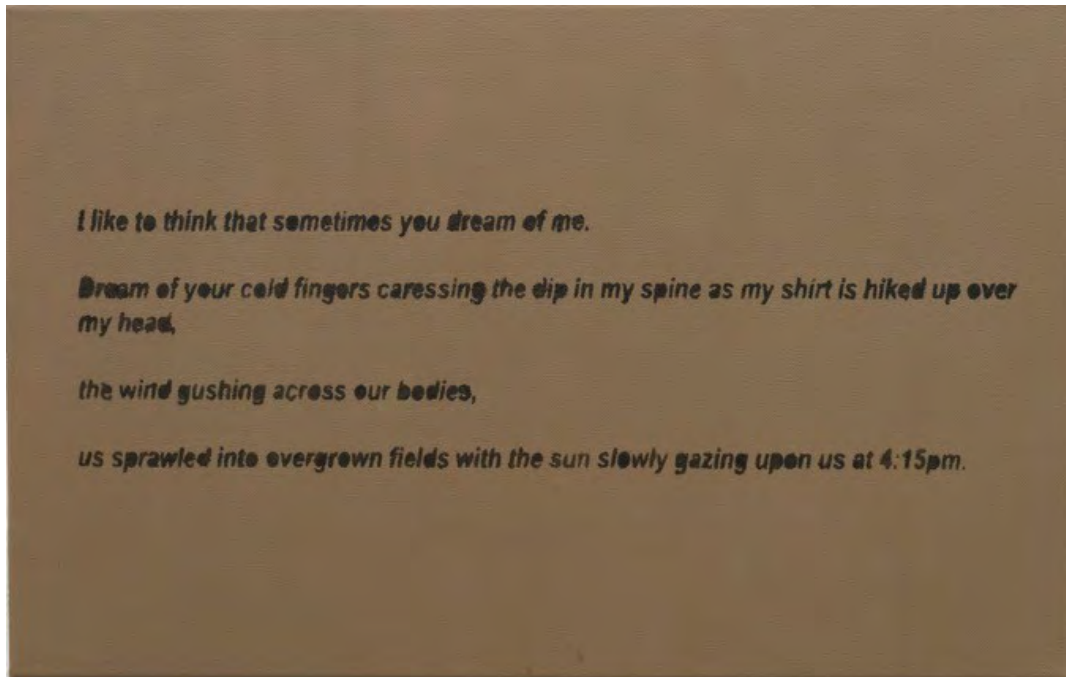 I like to think that sometimes you dream of me.
Dream of your cold fingers caressing the dip in my spine as my shirt is hiked up over
my head,
the wind gushing across our bodies,
us sprawled into overgrown fields with the sun slowly gazing upon us at 4:15pm.